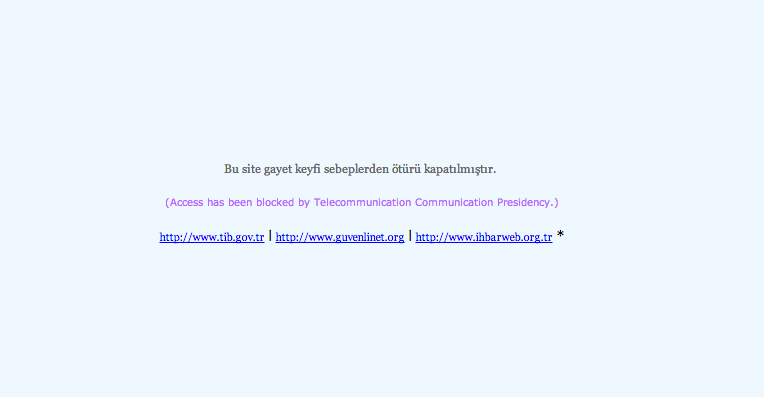 Bu site gayet keyfi sebeplerden ötürü kapatılmıştır.
(Access has been blocked by Telecommunication Communication Presidency.)
http://www.tib.gov.tr | http://www.guvenlinet.org | http://www.ihbarweb.org.tr *